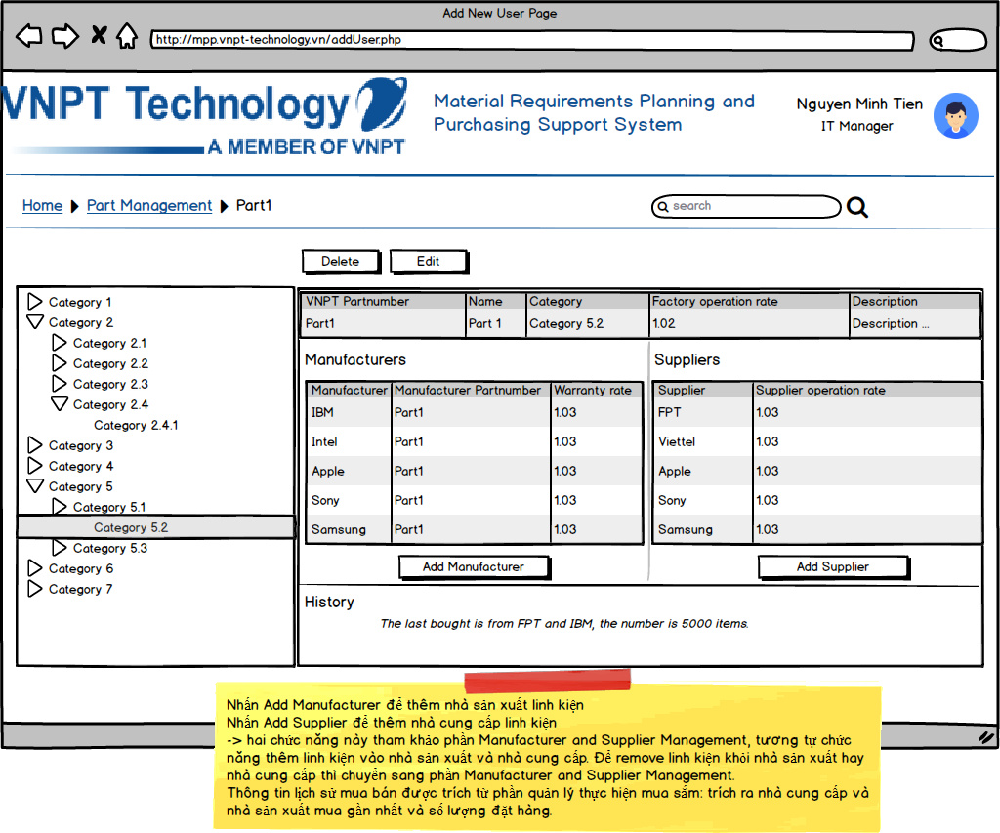 Add New User Page
http://mpp.vnpt-technology.vn/addUser.php
VNPT Technology
A MEMBER OF VNPT
Material Requirements Planning and
Purchasing Support System
Nguyen Minh Tien
IT Manager
Home Part Management Part1
search
Delete Edit
Category 1
Category 2
Category 2.1
Category 2.2
Category 2.3
Category 2.4
Category 2.4.1
Category 3
Category 4
Category 5
Category 5.1
Category 5.2
Category 5.3
Category 6
Category 7
VNPT Partnumber Name Category Factory operation rate Description
Part1 Part 1 Category 5.2 1.02 Description ...
Manufacturers
Manufacturer Manufacturer Partnumber Warranty rate
IBM Part1 1.03
Intel Part1 1.03
Apple Part1 1.03
Sony Part1 1.03
Samsung Part1 1.03
Add Manufacturer
Suppliers
Supplier Supplier operation rate
FPT 1.03
Viettel 1.03
Apple 1.03
Sony 1.03
Samsung 1.03
Add Supplier
History
The last bought is from FPT and IBM, the number is 5000 items.
Nhấn Add Manufacturer để thêm nhà sản xuất linh kiện
Nhấn Add Supplier để thêm nhà cung cấp linh kiện
-> hai chức năng này tham khảo phần Manufacturer and Supplier Management, tương tự chức
năng thêm linh kiện vào nhà sản xuất và nhà cung cấp. Để remove linh kiện khỏi nhà sản xuất hay
nhà cung cấp thì chuyển sang phần Manufacturer and Supplier Management.
Thông tin lịch sử mua bán được trích từ phần quản lý thực hiện mua sắm: trích ra nhà cung cấp và
nhà sản xuất mua gần nhất và số lượng đặt hàng.